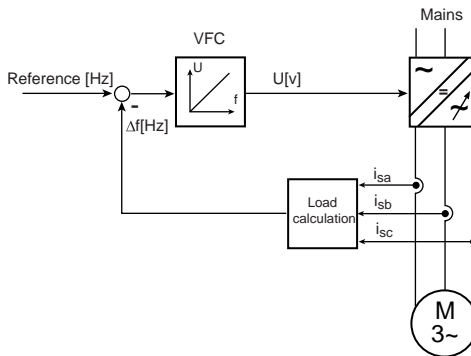 Mains
VFC
Reference [Hz]
U
f
U[v]
~
=
~
-
Δf[Hz]
Load
calculation
isa
isb
isc
M
3~